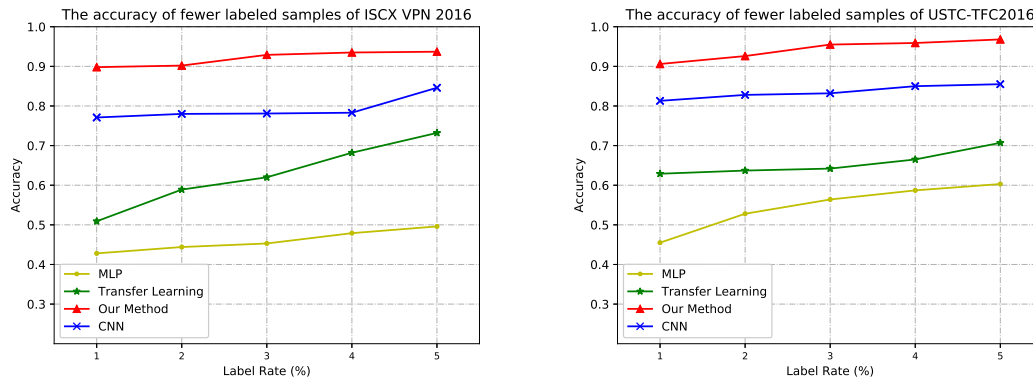 The accuracy of fewer labeled samples of ISCX VPN 2016
1.0
0.9
0.8
0.7
0.6
0.5
0.4
0.3
Accuracy
MLP
Transfer Learning
Our Method
CNN
1 2 3 4 5
Label Rate (%)
The accuracy of fewer labeled samples of USTC-TFC2016
1.0
0.9
0.8
0.7
0.6
0.5
0.4
0.3
Accuracy
MLP
Transfer Learning
Our Method
CNN
1 2 3 4 5
Label Rate (%)